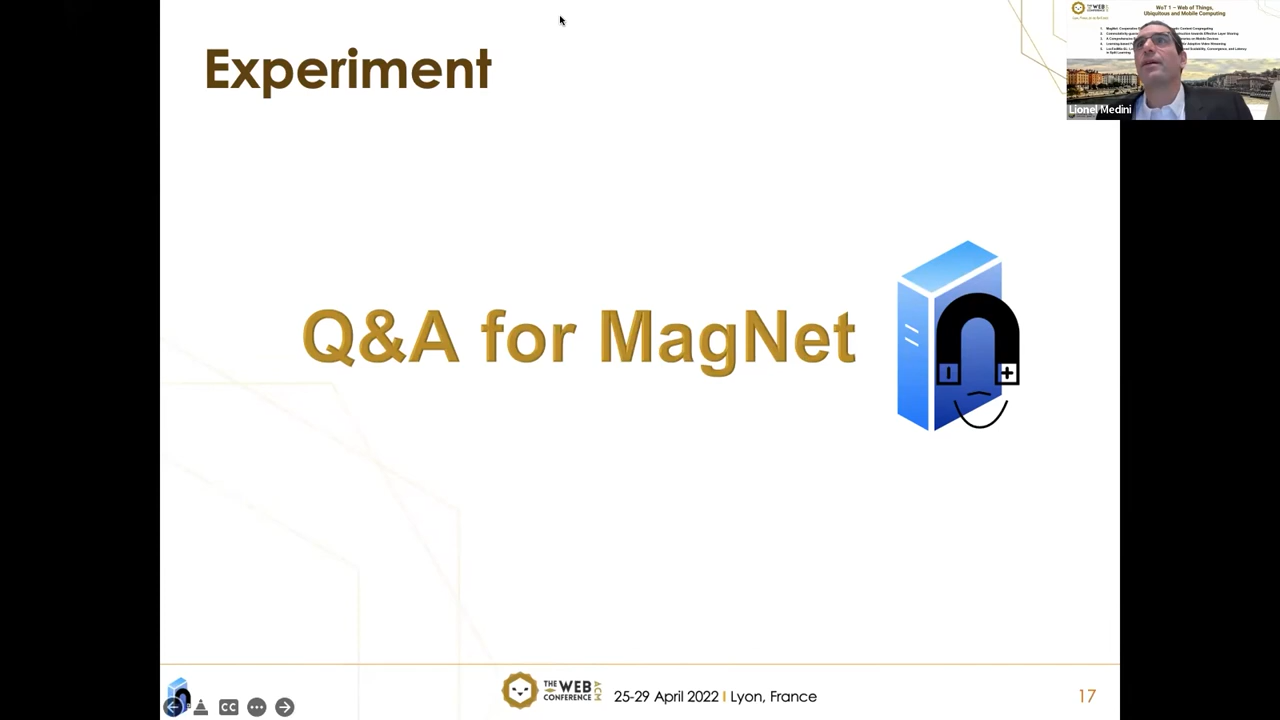 Experiment
WoT 1 – Web of Things,
Ubiquitous and Mobile Computing
Lionel Medini
Q&A for MagNet
THE WEB
CONFERENCE
ACM
25-29 April 2022 I Lyon, France
17
CC